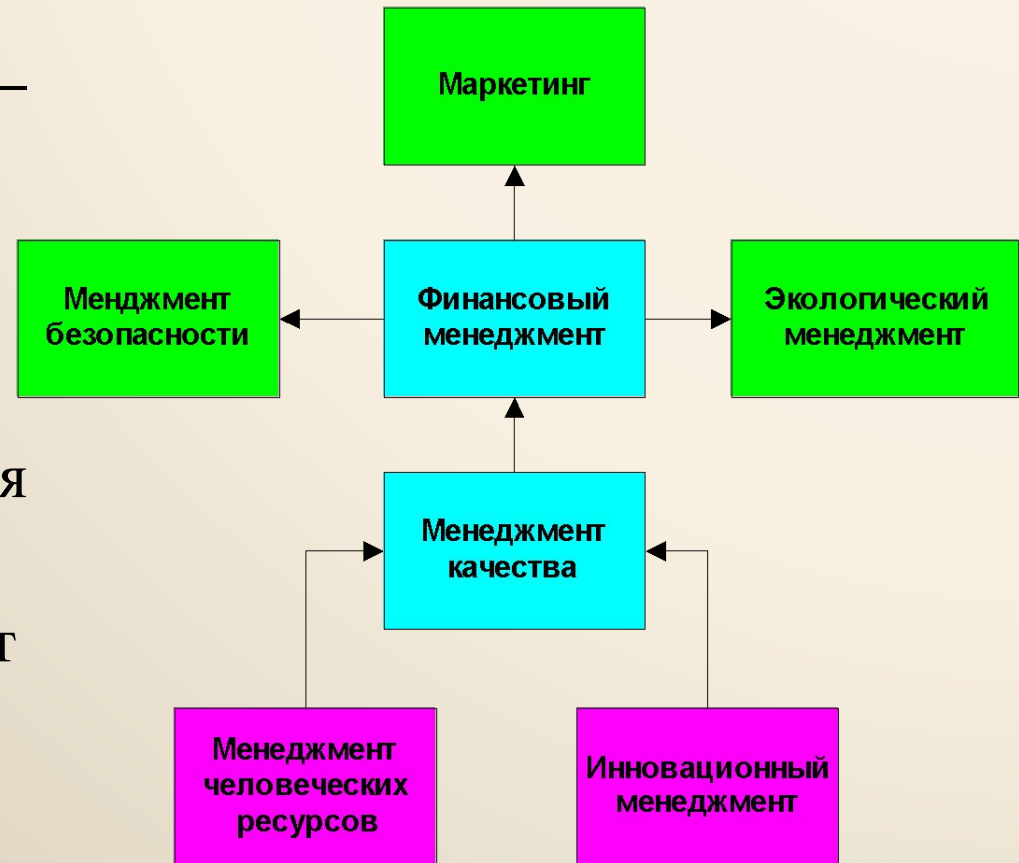 –
Маркетинг
Менджмент
безопасности
Финансовый
менеджмент
Экологический
менеджмент
я
Менеджмент
качества
т
Менеджмент
человеческих
ресурсов
Инновационный
менеджмент